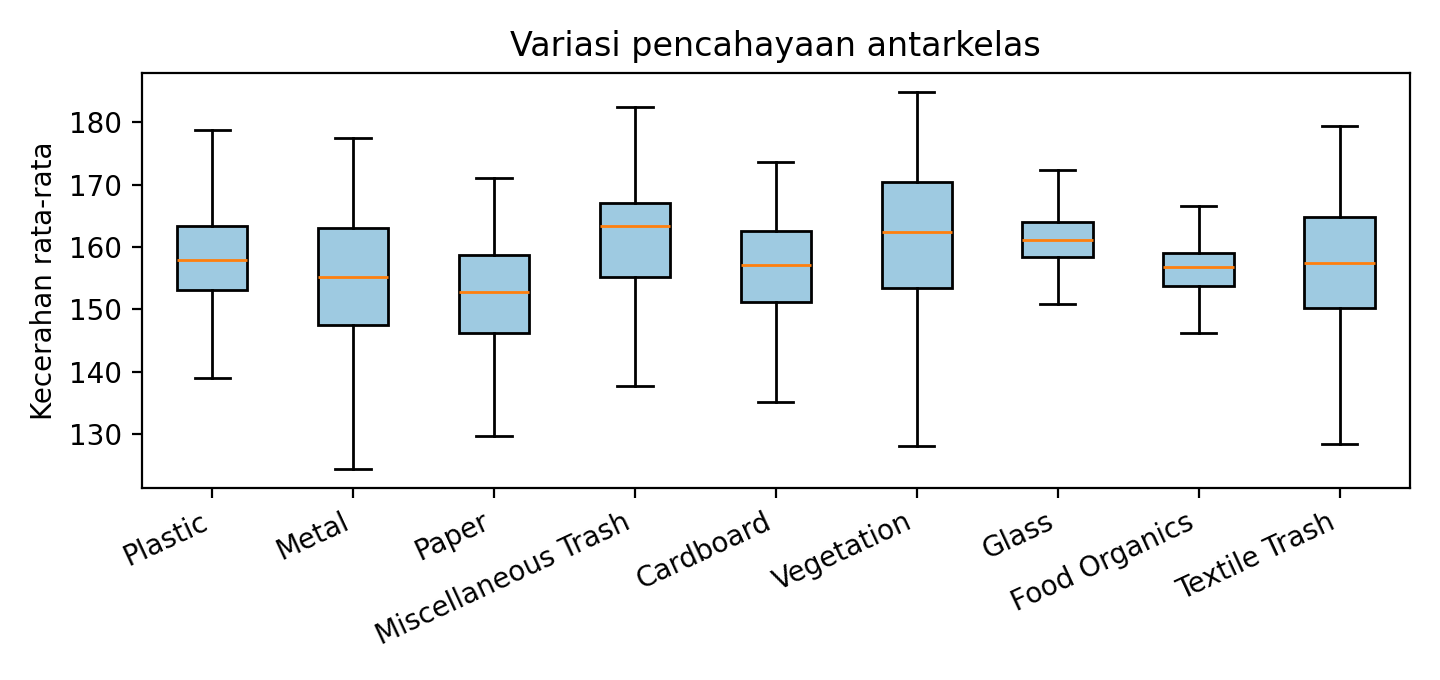 Variasi pencahayaan antarkelas
Kecerahan rata-rata
180
170
160
150
140
130
Plastic
Metal
Paper
Miscellaneous Trash
Cardboard
Vegetation
Glass
Food Organics
Textile Trash